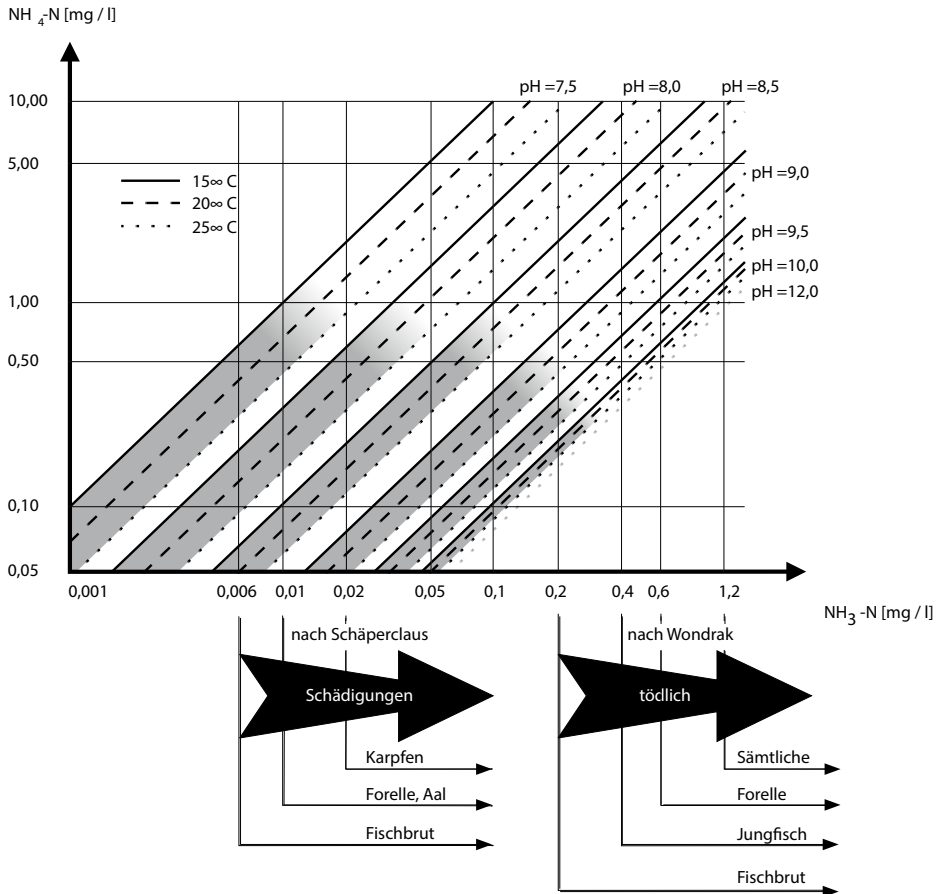 NH 4-N [mg / l]
pH =7,5 pH =8,0 pH =8,5
10,00
5,00
15∞ C
20∞ C
25∞ C
pH =9,0
pH =9,5
pH =10,0
pH =12,0
1,00
0,50
0,10
0,05
0,001 0,006 0,01 0,02 0,05 0,1 0,2 0,4 0,6 1,2
NH3 -N [mg / l]
nach Schäperclaus
Schädigungen
Karpfen
Forelle, Aal
Fischbrut
nach Wondrak
tödlich
Sämtliche
Forelle
Jungfisch
Fischbrut